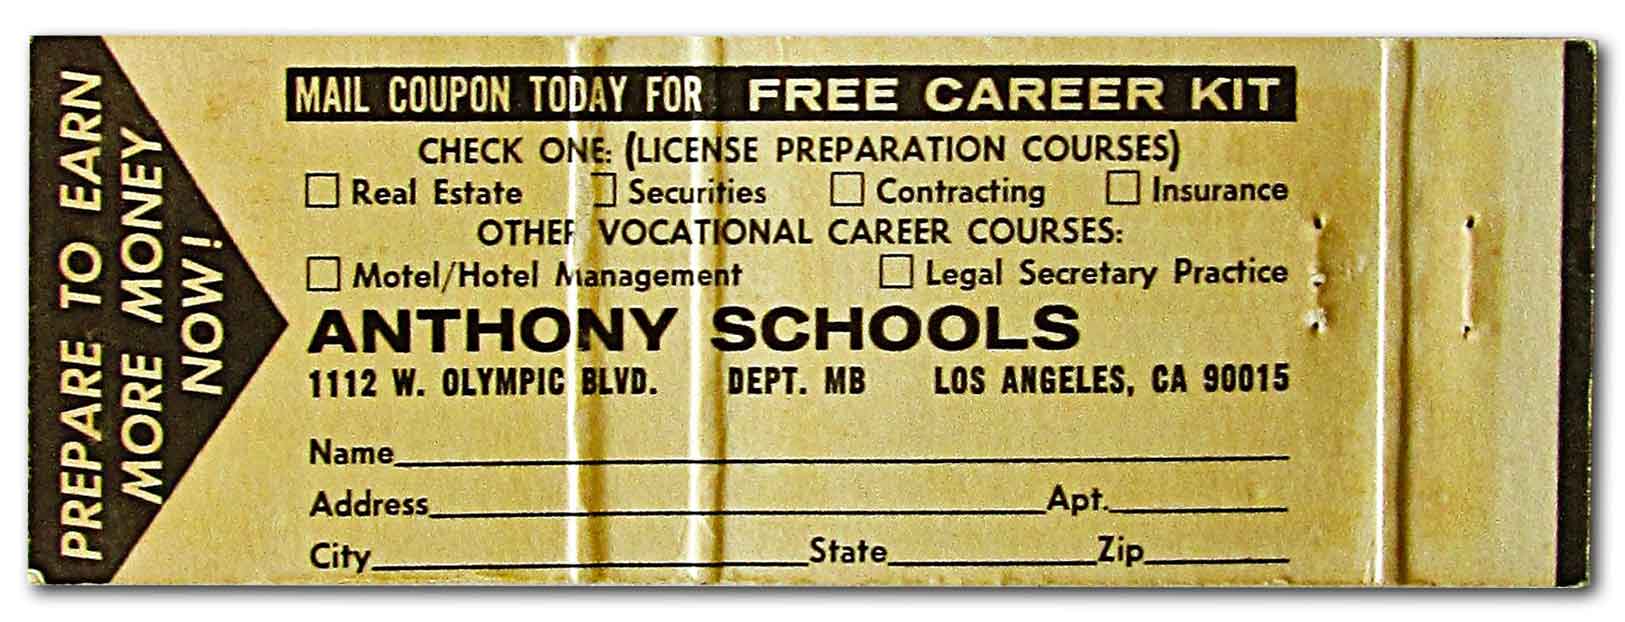 PREPARE TO EARN
MORE MONEY
NOW!
MAIL COUPON TODAY FOR FREE CAREER KIT
CHECK ONE: (LICENSE PREPARATION COURSES)
Real Estate Securities Contracting Insurance
OTHER VOCATIONAL CAREER COURSES:
Motel/Hotel Management Legal Secretary Practice
ANTHONY SCHOOLS
1112 W. OLYMPIC BLVD. DEPT. MB LOS ANGELES, CA 90015
Name
Address Apt.
City State Zip